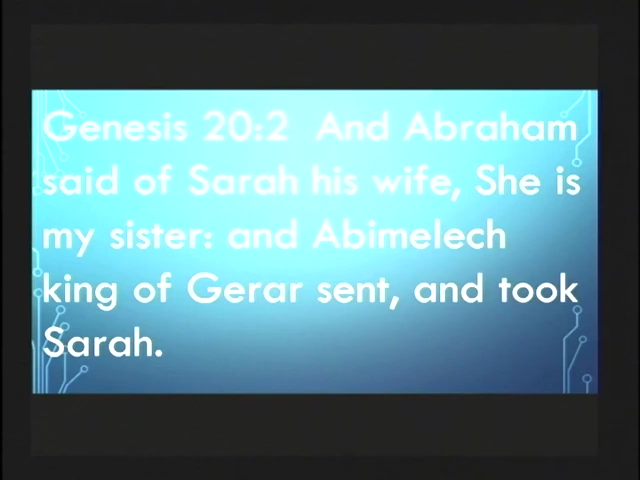 Genesis 20:2  And Abraham
said of Sarah his wife, She is
my sister: and Abimelech
king of Gerar sent, and took
Sarah.